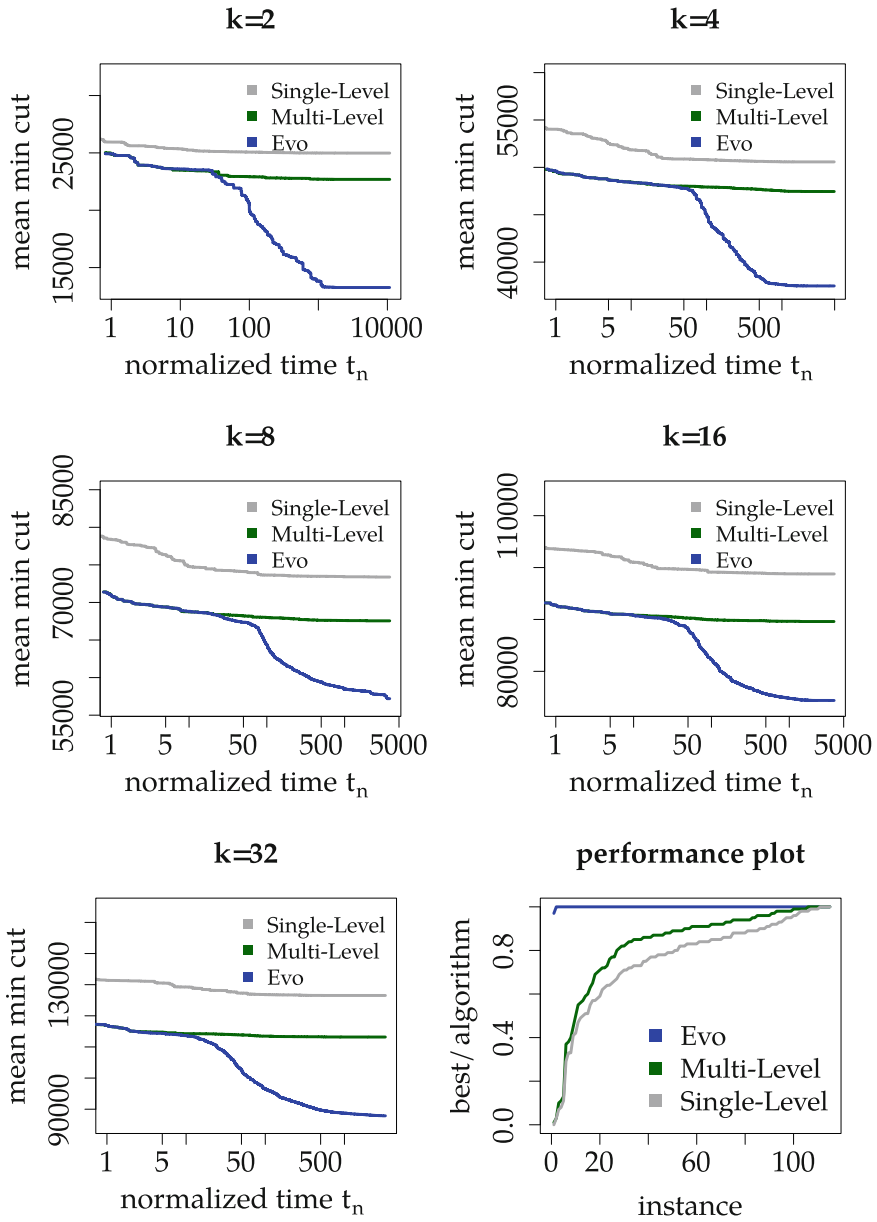 k=2
mean min cut
15000
25000
Single-Level
Multi-Level
Evo
1 10 100 10000
normalized time tₙ
k=4
mean min cut
40000
55000
Single-Level
Multi-Level
Evo
1 5 50 500
normalized time tₙ
k=8
mean min cut
55000
70000
85000
Single-Level
Multi-Level
Evo
1 5 50 500 5000
normalized time tₙ
k=16
mean min cut
80000
110000
Single-Level
Multi-Level
Evo
1 5 50 500 5000
normalized time tₙ
k=32
mean min cut
90000
130000
Single-Level
Multi-Level
Evo
1 5 50 500
normalized time tₙ
performance plot
best/ algorithm
0.0
0.4
0.8
Evo
Multi-Level
Single-Level
0 20 60 100
instance